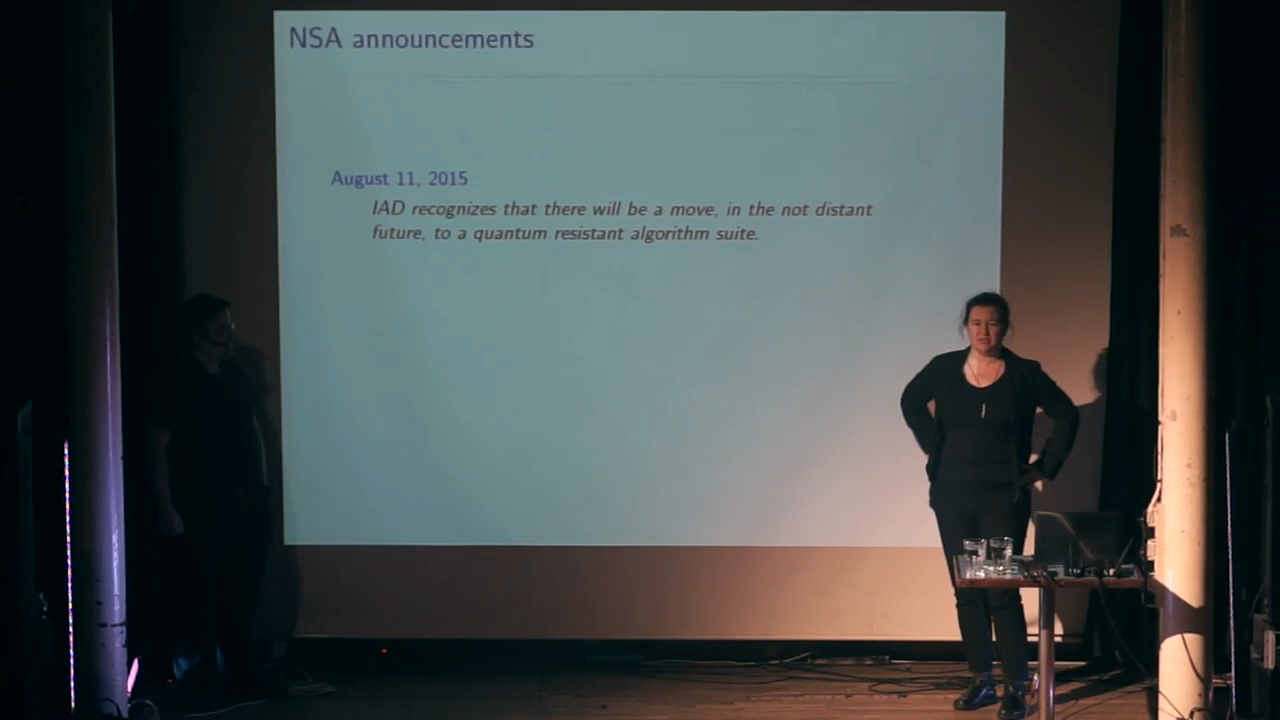 NSA announcements
August 11, 2015
IAD recognizes that there will be a move, in the not distant
future, to a quantum resistant algorithm suite.